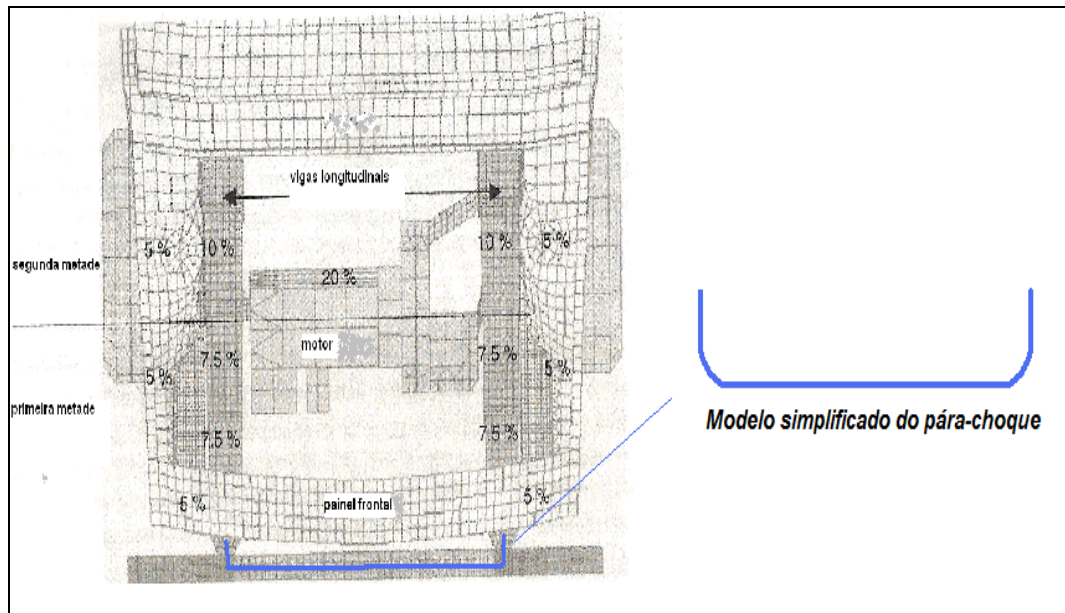 vigas longitudinais
5 %
10 %
10 %
5 %
segunda metade
20 %
motor
7.5 %
7.5 %
5 %
5 %
primeira metade
7.5 %
7.5 %
5 %
painel frontal
5 %
Modelo simplificado do pára-choque